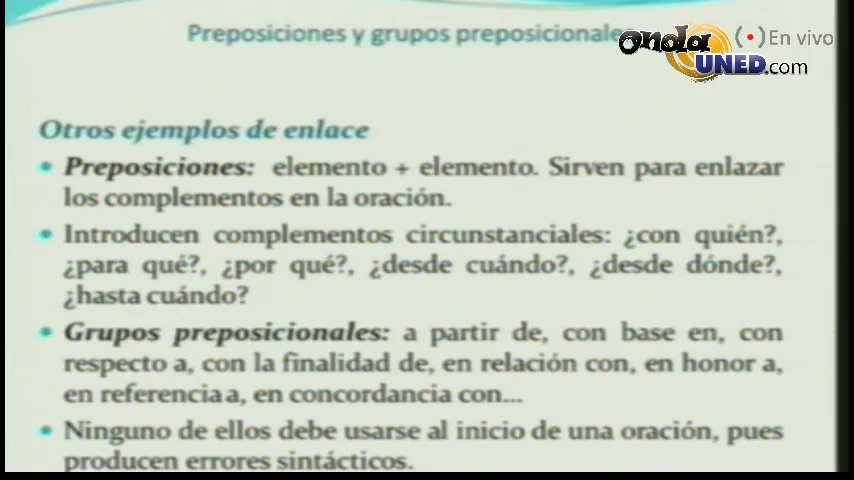 Preposiciones y grupos preposicionales
onda
UNED.com
(•) En vivo
Otros ejemplos de enlace
• Preposiciones: elemento + elemento. Sirven para enlazar
los complementos en la oración.
• Introducen complementos circunstanciales: ¿con quién?,
¿para qué?, ¿por qué?, ¿desde cuándo?, ¿desde dónde?,
¿hasta cuándo?
• Grupos preposicionales: a partir de, con base en, con
respecto a, con la finalidad de, en relación con, en honor a,
en referencia a, en concordancia con...
• Ninguno de ellos debe usarse al inicio de una oración, pues
producen errores sintácticos.